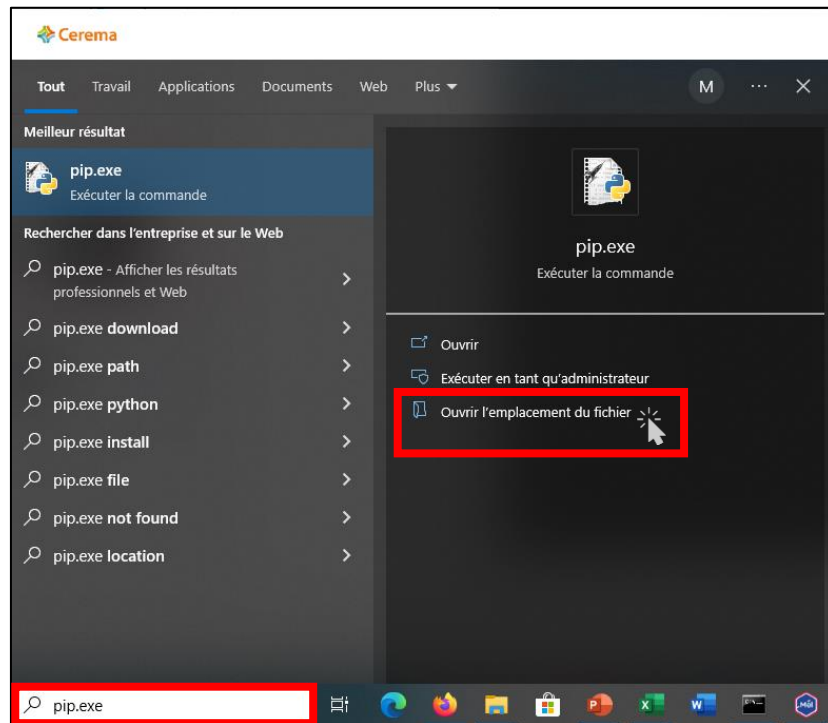 Cerema
Tout Travail Applications Documents Web Plus M ...
Meilleur résultat
pip.exe
Exécuter la commande
Rechercher dans l'entreprise et sur le Web
pip.exe - Afficher les résultats
professionnels et Web
pip.exe download
pip.exe path
pip.exe python
pip.exe install
pip.exe file
pip.exe not found
pip.exe location
pip.exe
Exécuter la commande
Ouvrir
Exécuter en tant qu'administrateur
Ouvrir l'emplacement du fichier
pip.exe